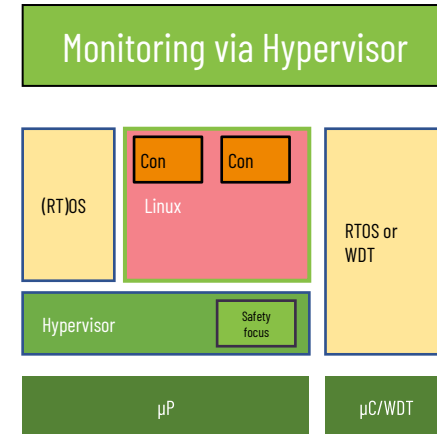 Monitoring via Hypervisor
Con
Con
(RT)OS
Linux
RTOS or
WDT
Hypervisor
Safety
focus
µP
µC/WDT